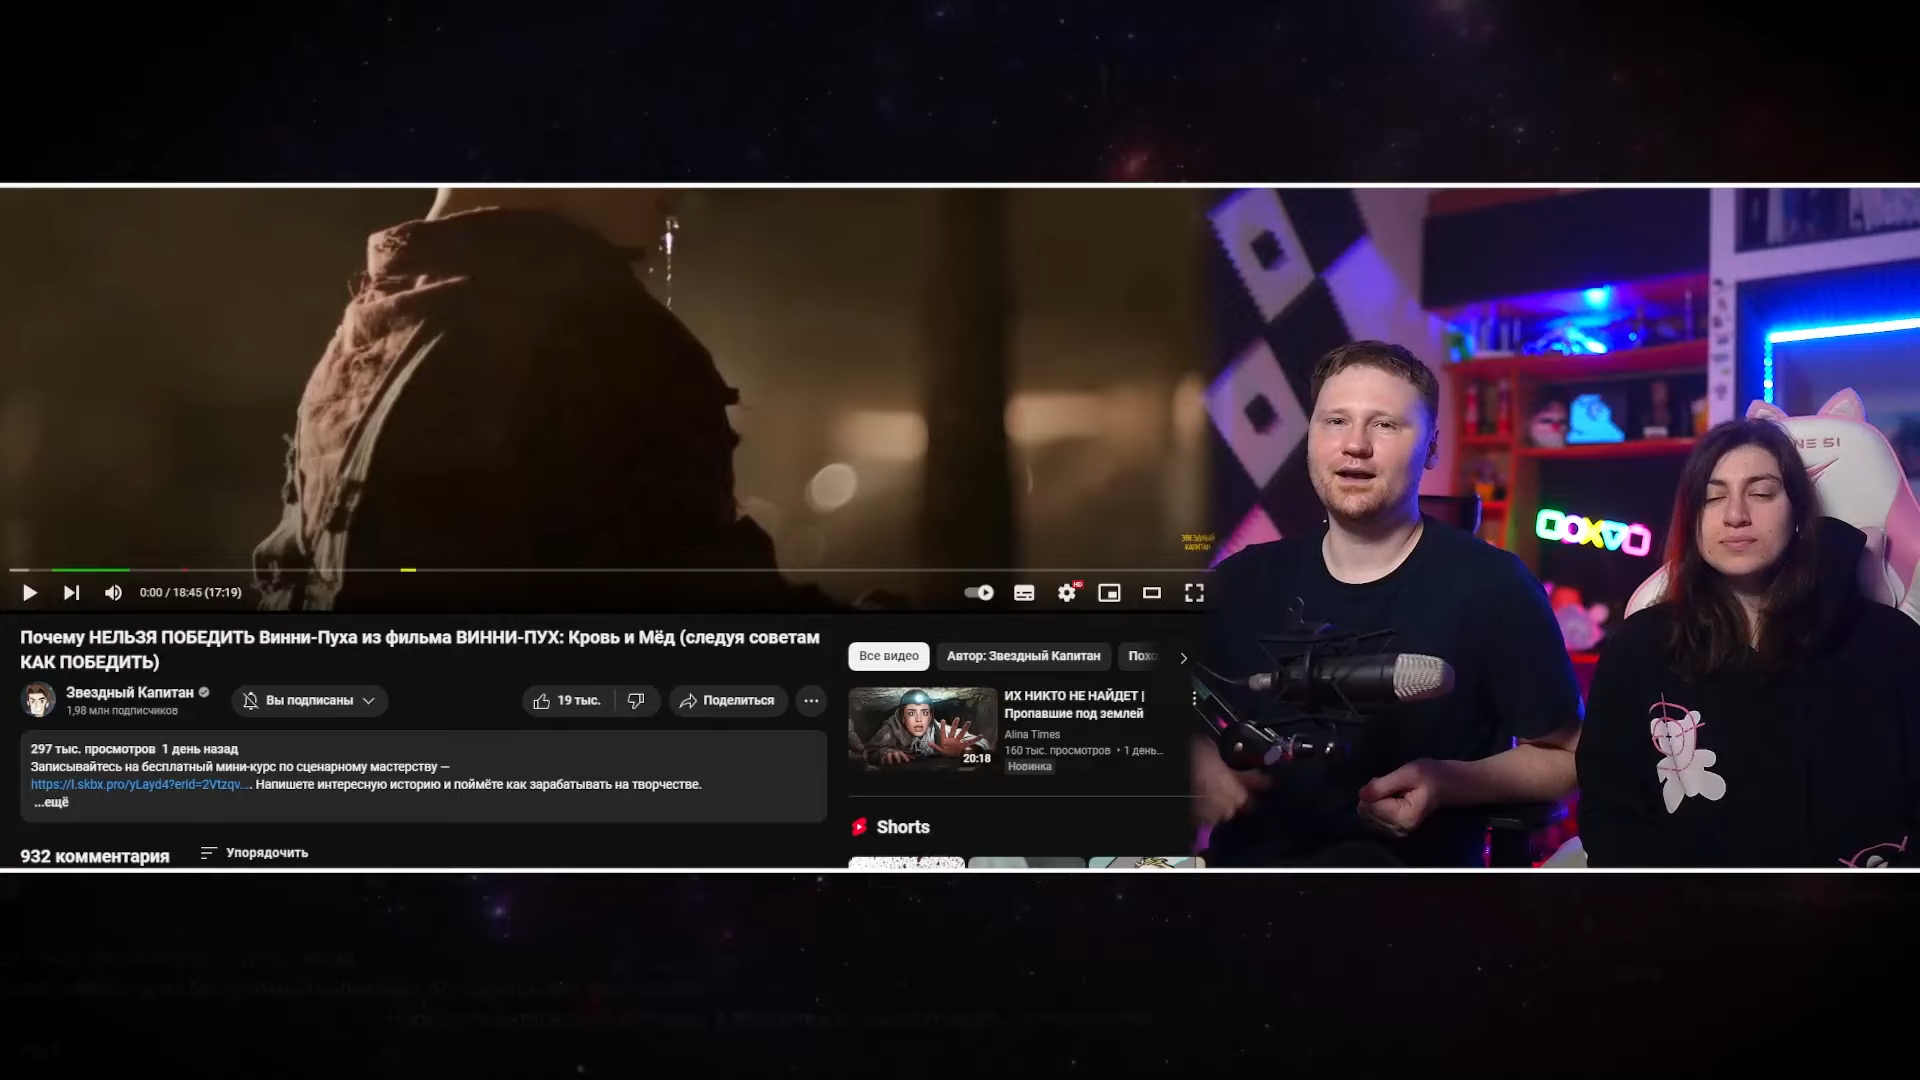 ЗВЕЗДНЫЙ
КАПИТАН
0:00 / 18:45 (17:19)
HD
Почему НЕЛЬЗЯ ПОБЕДИТЬ Винни-Пуха из фильма ВИННИ-ПУХ: Кровь и Мёд (следуя советам
КАК ПОБЕДИТЬ)
Звездный Капитан
1,98 млн подписчиков
Вы подписаны
19 тыс.
Поделиться
297 тыс. просмотров 1 день назад
Записывайтесь на бесплатный мини-курс по сценарному мастерству —
https://l.skbx.pro/yLayd4?erid=2Vtzqv... . Напишете интересную историю и поймёте как зарабатывать на творчестве.
...ещё
932 комментария
Упорядочить
Все видео
Автор: Звездный Капитан
Похо
20:18
ИХ НИКТО НЕ НАЙДЕТ |
Пропавшие под землей
Alina Times
160 тыс. просмотров • 1 день...
Новинка
Shorts